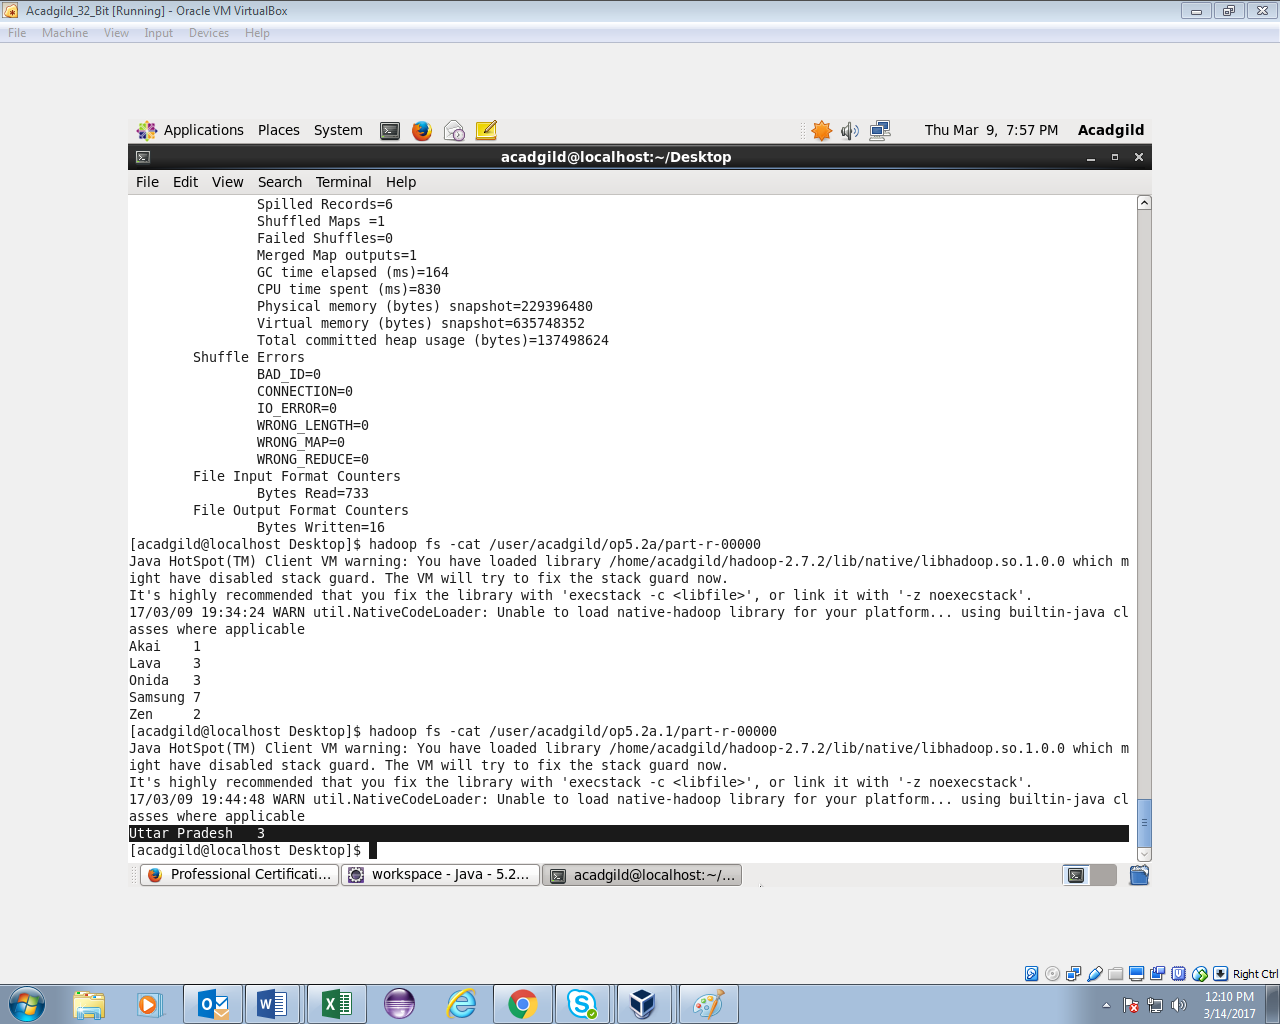 Acadgild_32_Bit [Running] - Oracle VM VirtualBox
File Machine View Input Devices Help
Applications Places System Thu Mar 9, 7:57 PM Acadgild
acadgild@localhost:~/Desktop
File Edit View Search Terminal Help
Spilled Records=6
Shuffled Maps =1
Failed Shuffles=0
Merged Map outputs=1
GC time elapsed (ms)=164
CPU time spent (ms)=830
Physical memory (bytes) snapshot=229396480
Virtual memory (bytes) snapshot=635748352
Total committed heap usage (bytes)=137498624
Shuffle Errors
BAD_ID=0
CONNECTION=0
IO_ERROR=0
WRONG_LENGTH=0
WRONG_MAP=0
WRONG_REDUCE=0
File Input Format Counters
Bytes Read=733
File Output Format Counters
Bytes Written=16
[acadgild@localhost Desktop]$ hadoop fs -cat /user/acadgild/op5.2a/part-r-00000
Java HotSpot(TM) Client VM warning: You have loaded library /home/acadgild/hadoop-2.7.2/lib/native/libhadoop.so.1.0.0 which m
ight have disabled stack guard. The VM will try to fix the stack guard now.
It's highly recommended that you fix the library with 'execstack -c <libfile>', or link it with '-z noexecstack'.
17/03/09 19:34:24 WARN util.NativeCodeLoader: Unable to load native-hadoop library for your platform... using builtin-java cl
asses where applicable
Akai 1
Lava 3
Onida 3
Samsung 7
Zen 2
[acadgild@localhost Desktop]$ hadoop fs -cat /user/acadgild/op5.2a.1/part-r-00000
Java HotSpot(TM) Client VM warning: You have loaded library /home/acadgild/hadoop-2.7.2/lib/native/libhadoop.so.1.0.0 which m
ight have disabled stack guard. The VM will try to fix the stack guard now.
It's highly recommended that you fix the library with 'execstack -c <libfile>', or link it with '-z noexecstack'.
17/03/09 19:44:48 WARN util.NativeCodeLoader: Unable to load native-hadoop library for your platform... using builtin-java cl
asses where applicable
Uttar Pradesh 3
[acadgild@localhost Desktop]$
Professional Certificati... workspace - Java - 5.2... acadgild@localhost:~/...
Right Ctrl
12:10 PM
3/14/2017